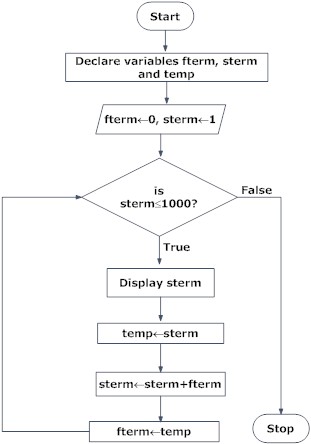 Start
Declare variables fterm, sterm
and temp
fterm←0, sterm←1
is
sterm≤1000?
False
True
Display sterm
temp←sterm
sterm←sterm+fterm
fterm←temp
Stop